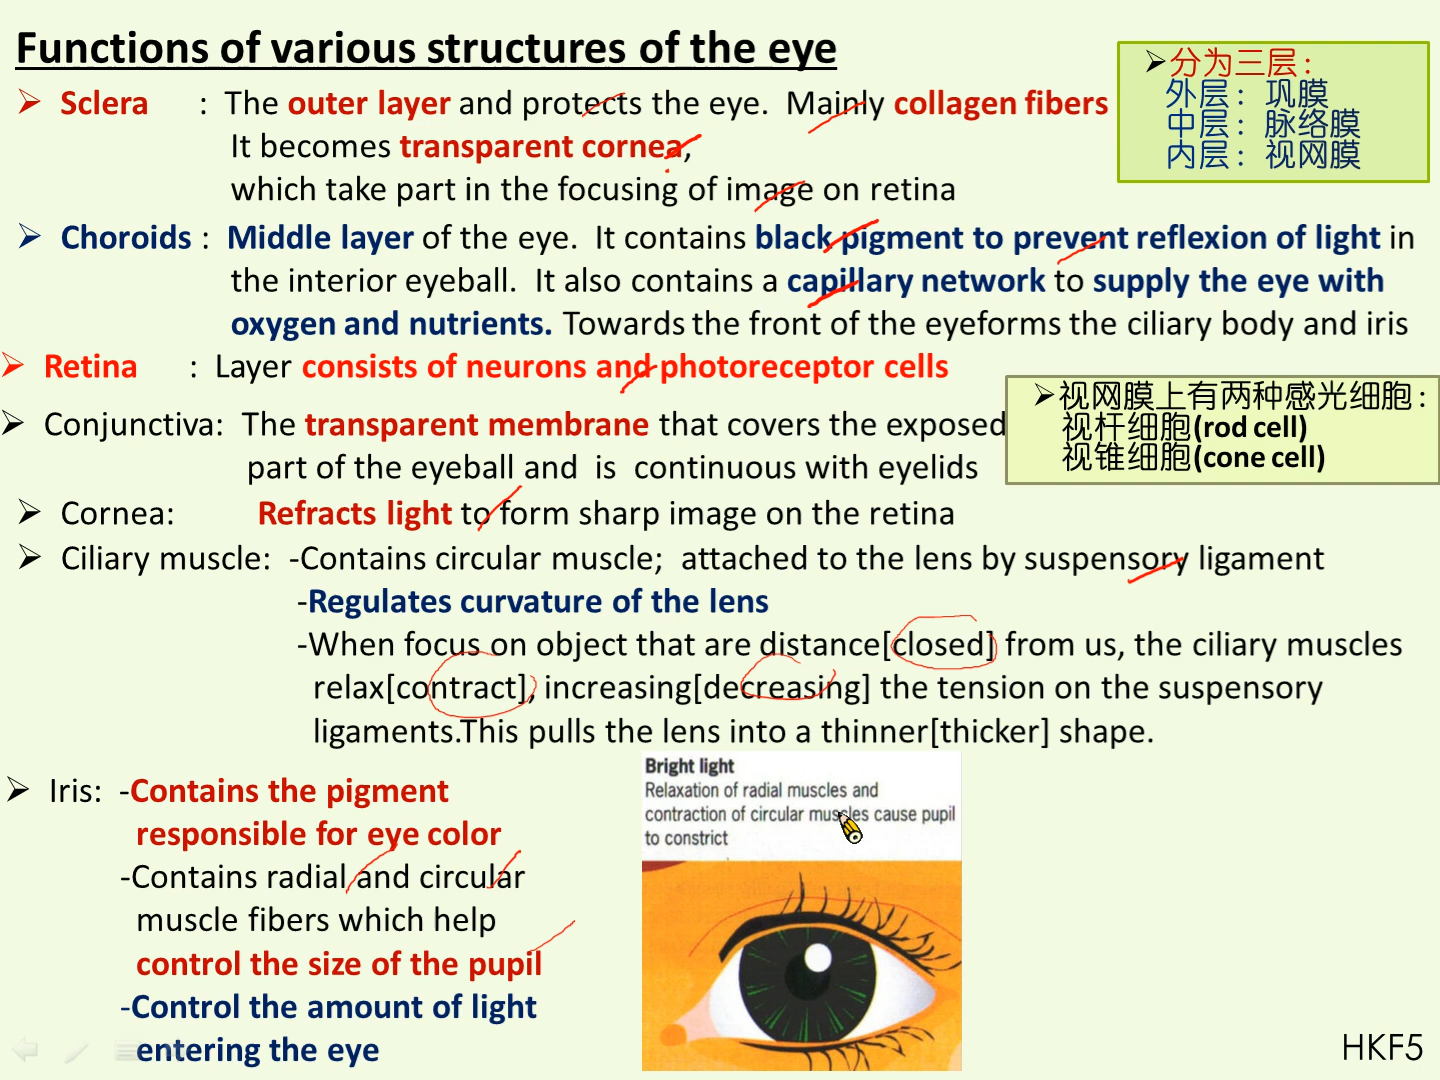 Functions of various structures of the eye
➢ Sclera : The outer layer and protects the eye. Mainly collagen fibers
It becomes transparent cornea,
which take part in the focusing of image on retina
➢ Choroids : Middle layer of the eye. It contains black pigment to prevent reflexion of light in
the interior eyeball. It also contains a capillary network to supply the eye with
oxygen and nutrients. Towards the front of the eyeforms the ciliary body and iris
➢ Retina : Layer consists of neurons and photoreceptor cells
➢ Conjunctiva: The transparent membrane that covers the exposed
part of the eyeball and is continuous with eyelids
➢ Cornea: Refracts light to form sharp image on the retina
➢ Ciliary muscle: -Contains circular muscle; attached to the lens by suspensory ligament
-Regulates curvature of the lens
-When focus on object that are distance[closed] from us, the ciliary muscles
relax[contract], increasing[decreasing] the tension on the suspensory
ligaments.This pulls the lens into a thinner[thicker] shape.
➢ Iris: -Contains the pigment
responsible for eye color
-Contains radial and circular
muscle fibers which help
control the size of the pupil
-Control the amount of light
entering the eye
➢分为三层：
外层：巩膜
中层：脉络膜
内层：视网膜
➢视网膜上有两种感光细胞：
视杆细胞(rod cell)
视锥细胞(cone cell)
Bright light
Relaxation of radial muscles and
contraction of circular muscles cause pupil
to constrict
HKF5